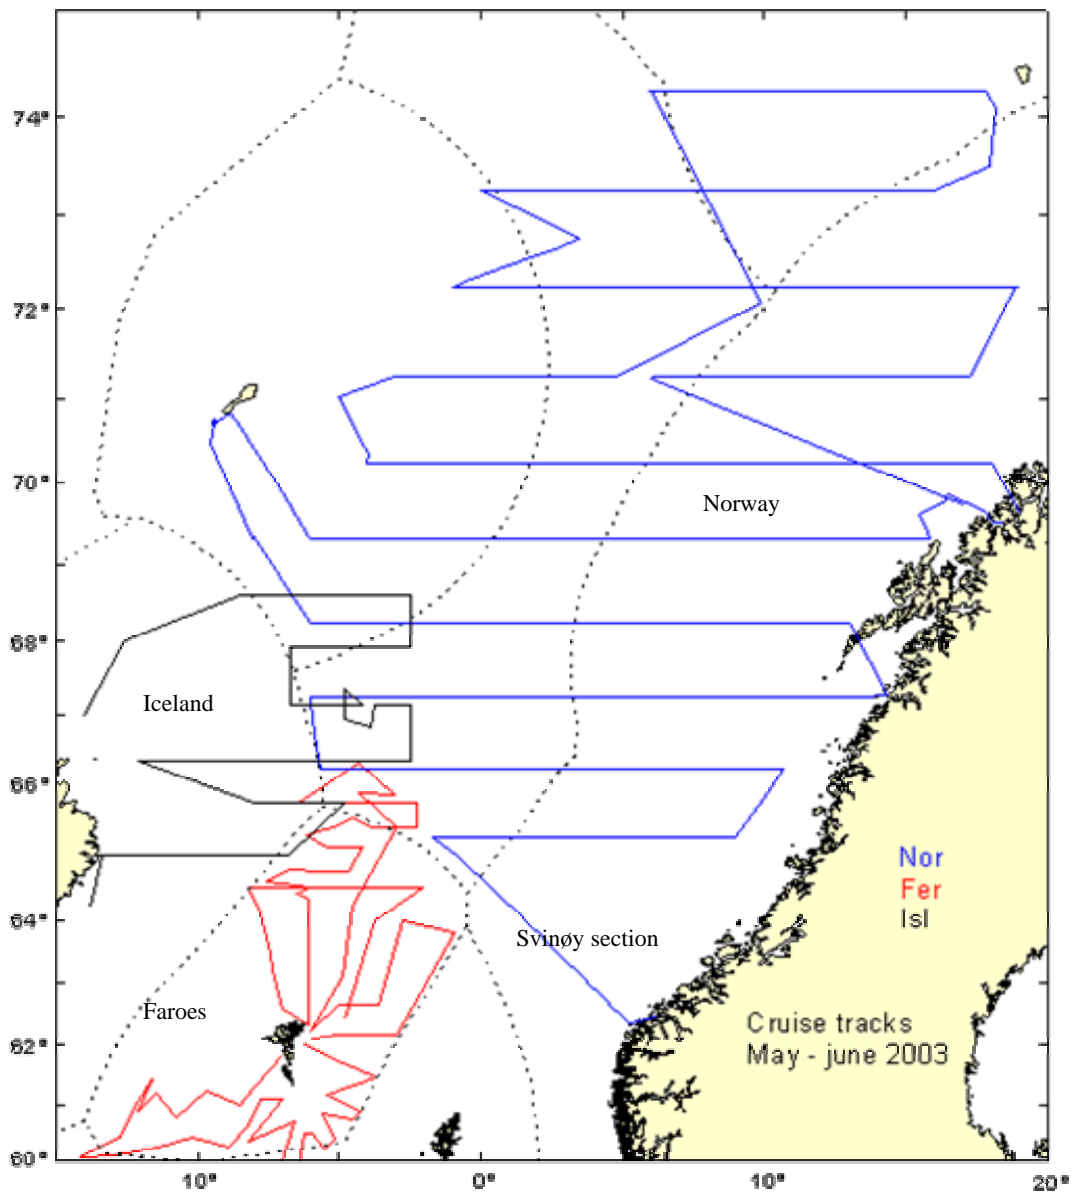 74°
72°
70°
Norway
68°
Iceland
66°
Nor
Fer
Isl
64°
Svinøy section
Faroes
Cruise tracks
May - june 2003
62°
60°
10° 0° 10° 20°